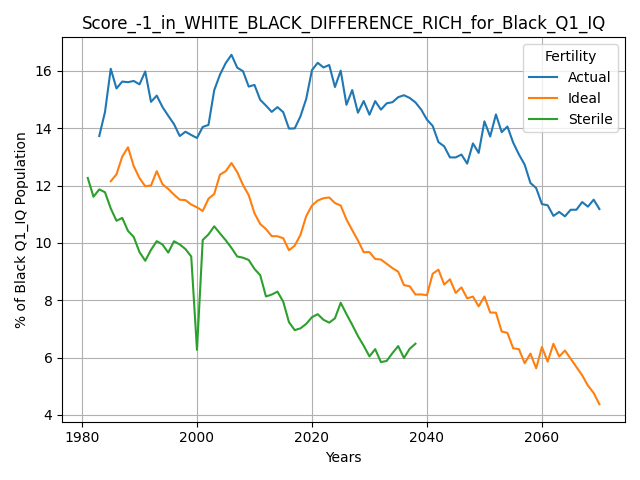 Score_-1_in_WHITE_BLACK_DIFFERENCE_RICH_for_Black_Q1_IQ
Fertility
Actual
Ideal
Sterile
% of Black Q1_IQ Population
16
14
12
10
8
6
4
1980
2000
2020
2040
2060
Years